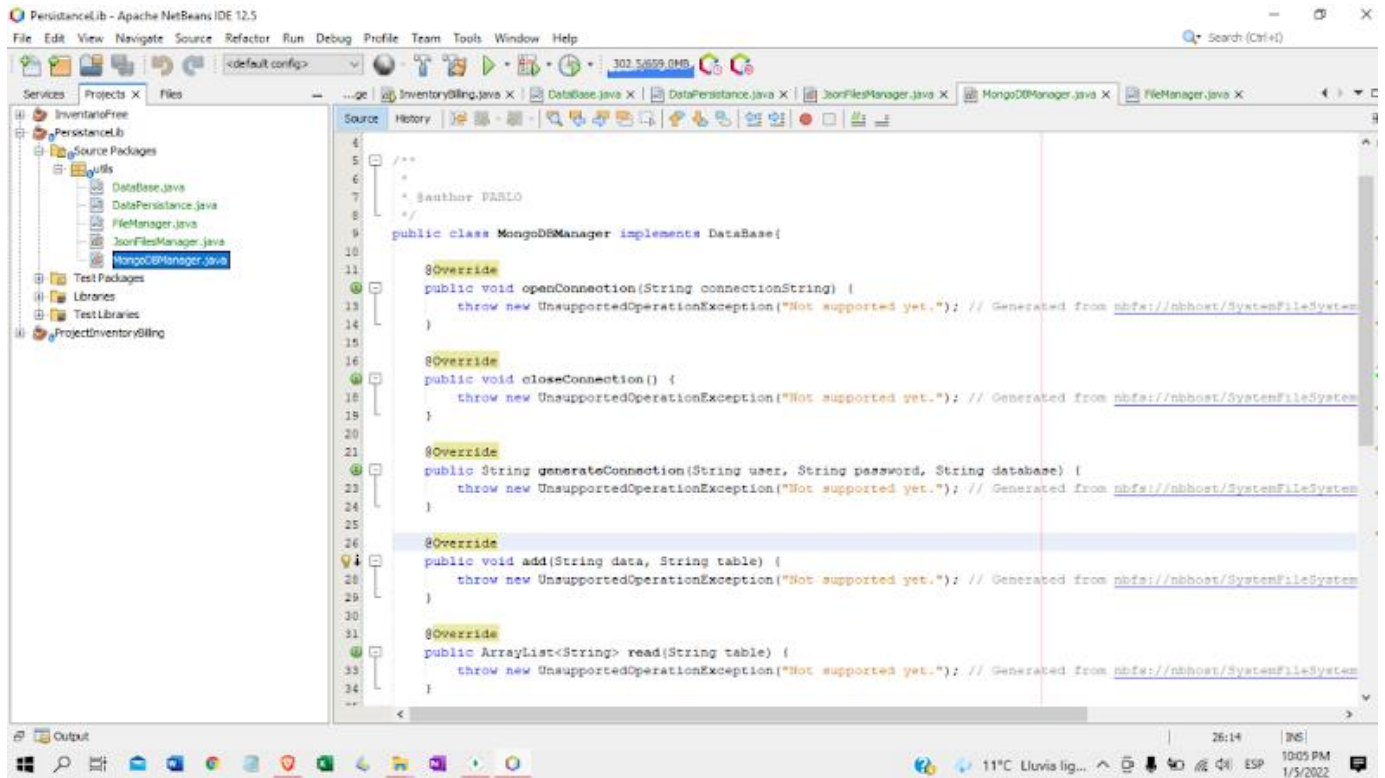 PersistanceLib - Apache NetBeans IDE 12.5
File Edit View Navigate Source Refactor Run Debug Profile Team Tools Window Help
Search (Ctrl+I)
<default config>
302.5/659.0MB
Services Projects X Files
...ge InventoryBilling.java X DataBase.java X DataPersistance.java X JsonFilesManager.java X MongoDBManager.java X FileManager.java X
InventarioFree
PersistanceLib
Source Packages
utils
DataBase.java
DataPersistance.java
FileManager.java
JsonFilesManager.java
MongoDBManager.java
Test Packages
Libraries
Test Libraries
ProjectInventoryBilling
Source History
4
5 /**
6 *
7 * @author PABLO
8 */
9 public class MongoDBManager implements DataBase{
10
11 @Override
public void openConnection(String connectionString) {
13 throw new UnsupportedOperationException("Not supported yet."); // Generated from nbfs://nbhost/SystemFileSystem
14 }
15
16 @Override
public void closeConnection() {
18 throw new UnsupportedOperationException("Not supported yet."); // Generated from nbfs://nbhost/SystemFileSystem
19 }
20
21 @Override
public String generateConnection(String user, String password, String database) {
23 throw new UnsupportedOperationException("Not supported yet."); // Generated from nbfs://nbhost/SystemFileSystem
24 }
25
26 @Override
public void add(String data, String table) {
28 throw new UnsupportedOperationException("Not supported yet."); // Generated from nbfs://nbhost/SystemFileSystem
29 }
30
31 @Override
public ArrayList<String> read(String table) {
33 throw new UnsupportedOperationException("Not supported yet."); // Generated from nbfs://nbhost/SystemFileSystem
34 }
Output
26:14 INS
11°C Lluvia lig... ESP 10:05 PM
1/5/2022